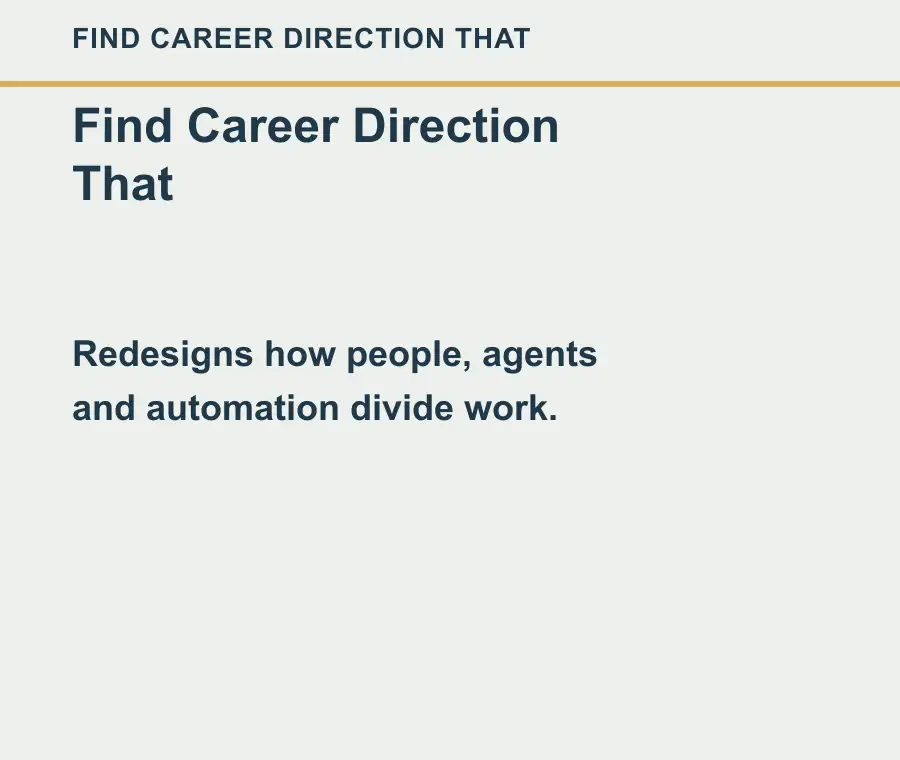 FIND CAREER DIRECTION THAT
Find Career Direction
That
Redesigns how people, agents
and automation divide work.